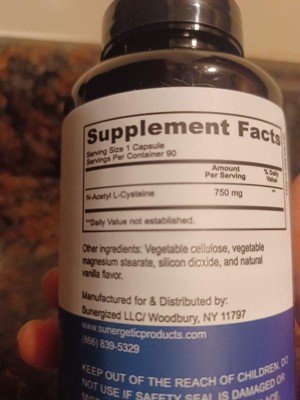 Supplement Facts
Serving Size 1 Capsule
Servings Per Container 90
Amount Per Serving
% Daily Value
N-Acetyl L-Cysteine 750 mg **
**Daily Value not established.
Other ingredients: Vegetable cellulose, vegetable
magnesium stearate, silicon dioxide, and natural
vanilla flavor.
Manufactured for & Distributed by:
Sunergized LLC/ Woodbury, NY 11797
www.sunergeticproducts.com
(866) 839-5329
KEEP OUT OF THE REACH OF CHILDREN. DO
NOT USE IF SAFETY SEAL IS DAMAGED OR